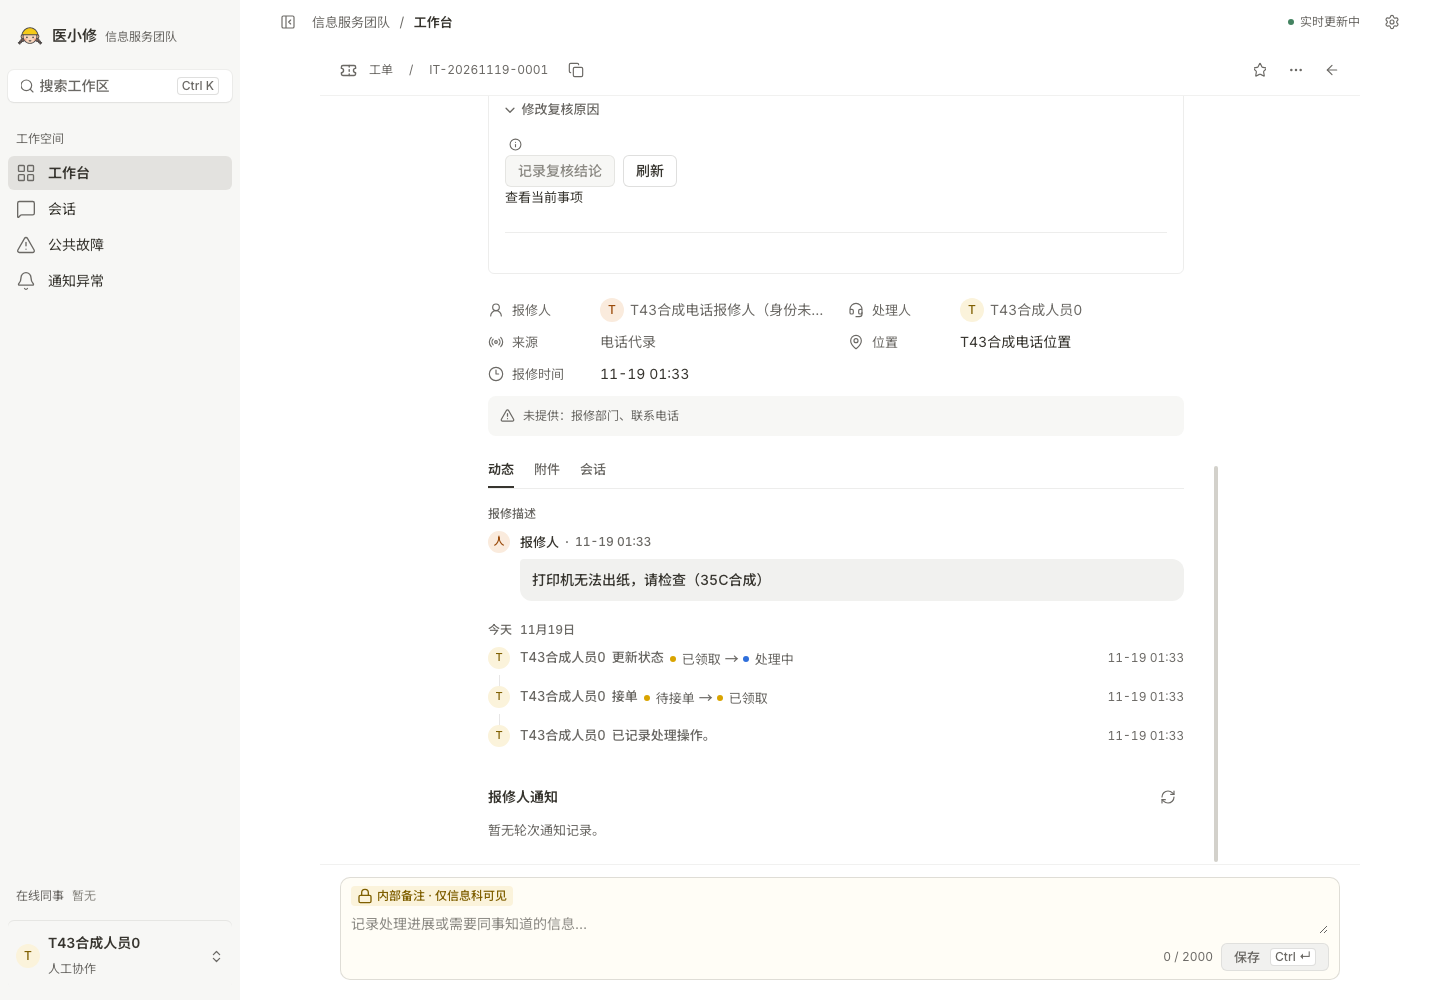 医小修 信息服务团队
搜索工作区 Ctrl K
工作空间
工作台
会话
公共故障
通知异常
在线同事 暂无
T T43合成人员0
人工协作
信息服务团队 / 工作台
实时更新中
工单 / IT-20261119-0001
修改复核原因
记录复核结论 刷新
查看当前事项
报修人 T T43合成电话报修人（身份未... 处理人 T T43合成人员0
来源 电话代录 位置 T43合成电话位置
报修时间 11-19 01:33
未提供：报修部门、联系电话
动态 附件 会话
报修描述
人 报修人 · 11-19 01:33
打印机无法出纸，请检查（35C合成）
今天 11月19日
T T43合成人员0 更新状态 已领取 → 处理中 11-19 01:33
T T43合成人员0 接单 待接单 → 已领取 11-19 01:33
T T43合成人员0 已记录处理操作。 11-19 01:33
报修人通知
暂无轮次通知记录。
内部备注 · 仅信息科可见
记录处理进展或需要同事知道的信息...
0 / 2000 保存 Ctrl ↵